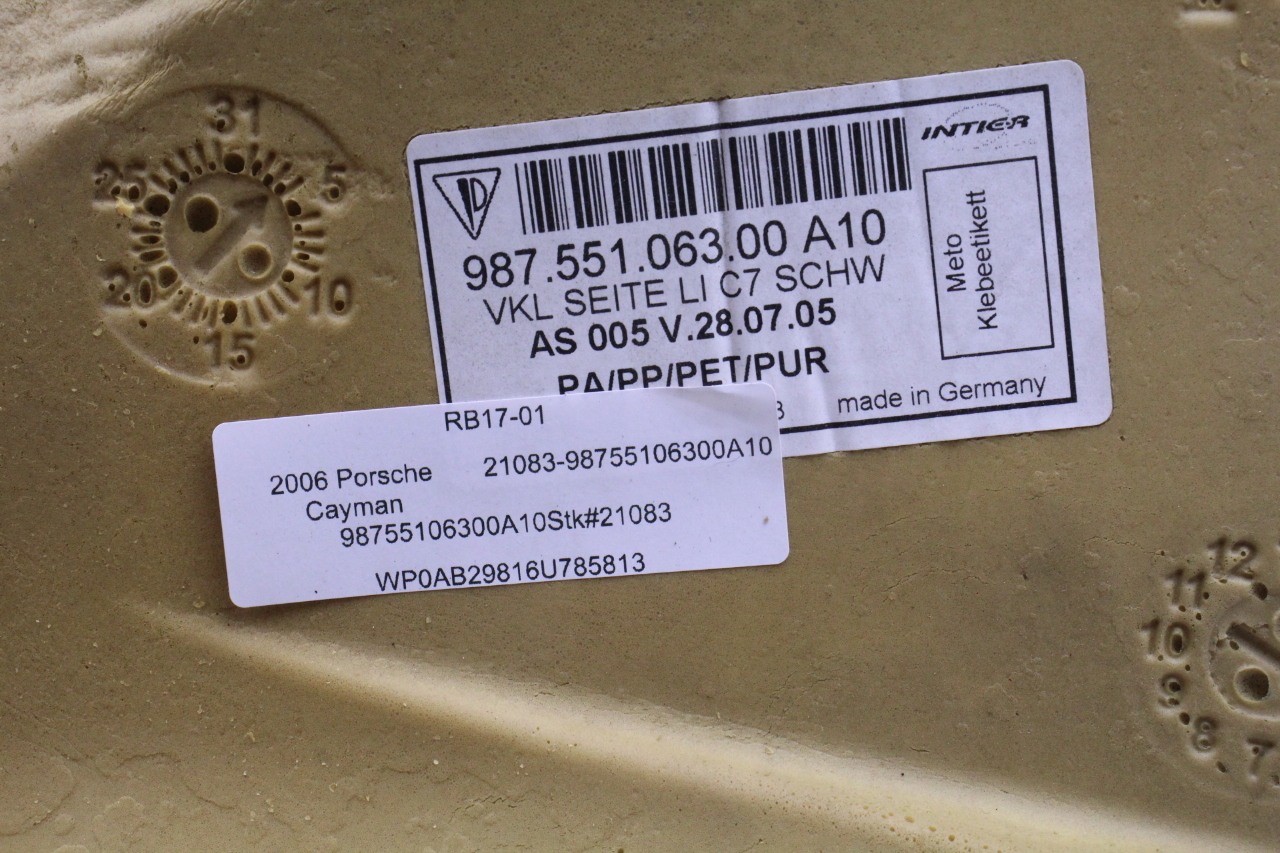 INTIER
987.551.063.00 A10
VKL SEITE LI C7 SCHW
AS 005 V.28.07.05
PA/PP/PET/PUR
Meto
Klebeetikett
made in Germany
RB17-01
2006 Porsche 21083-98755106300A10
Cayman
98755106300A10Stk#21083
WP0AB29816U785813
31
5
10
15
20
25
12
11
10
9
8
7